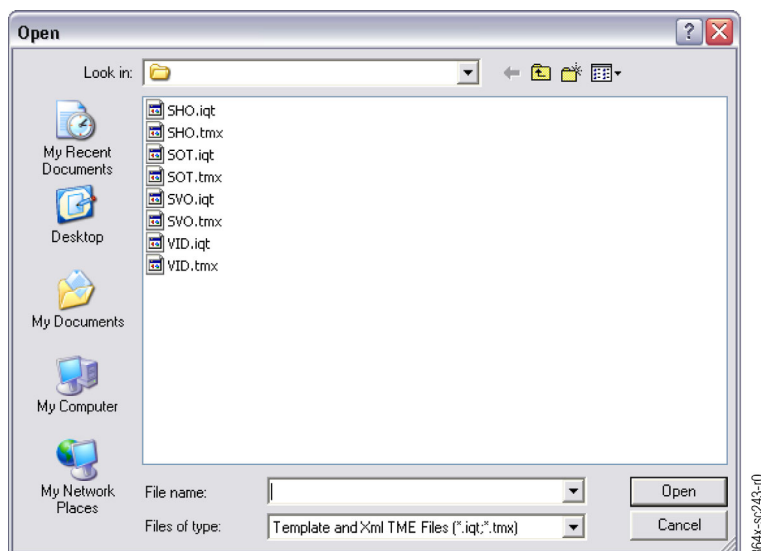 Open
Look in:
My Recent
Documents
Desktop
My Documents
My Computer
My Network
Places
SHO.iqt
SHO.tmx
SOT.iqt
SOT.tmx
SVO.iqt
SVO.tmx
VID.iqt
VID.tmx
File name:
Open
Files of type:
Template and Xml TME Files (*.iqt;*.tmx)
Cancel